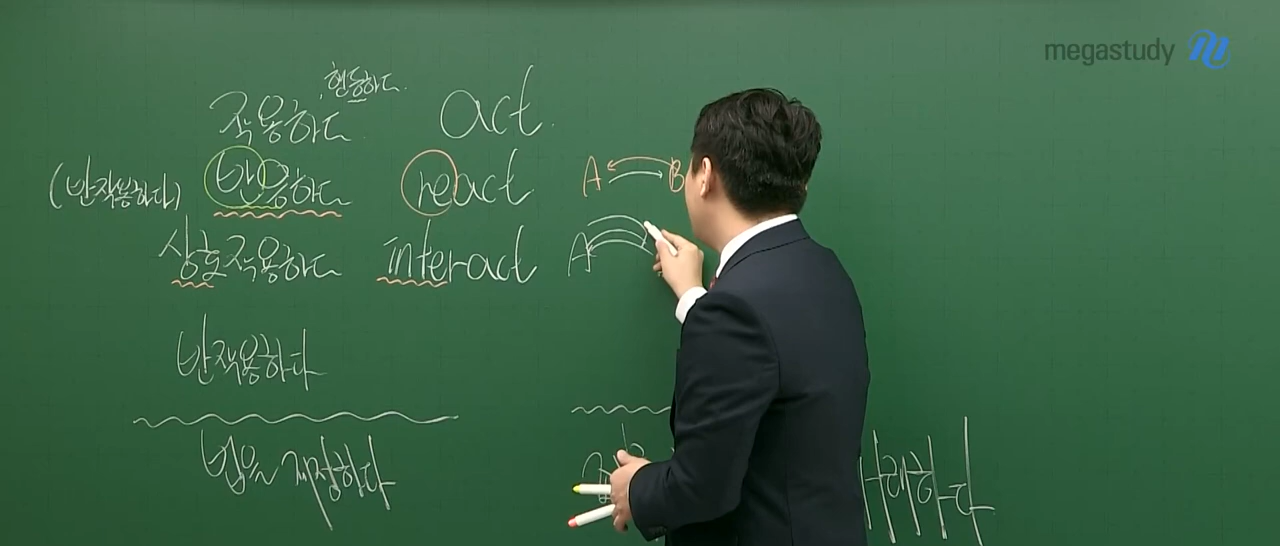 megastudy
행동하다.
작용하다 act.
(반작용하다) 반응하다 react A B
상호작용하다 interact A
반작용하다
법을 제정하다